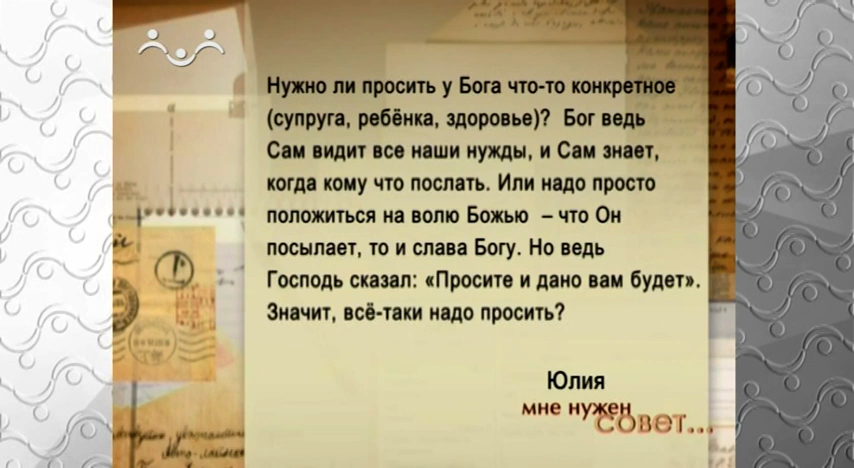 Нужно ли просить у Бога что-то конкретное
(супруга, ребёнка, здоровье)? Бог ведь
Сам видит все наши нужды, и Сам знает,
когда кому что послать. Или надо просто
положиться на волю Божью – что Он
посылает, то и слава Богу. Но ведь
Господь сказал: «Просите и дано вам будет».
Значит, всё-таки надо просить?
Юлия
мне нужен
совет...